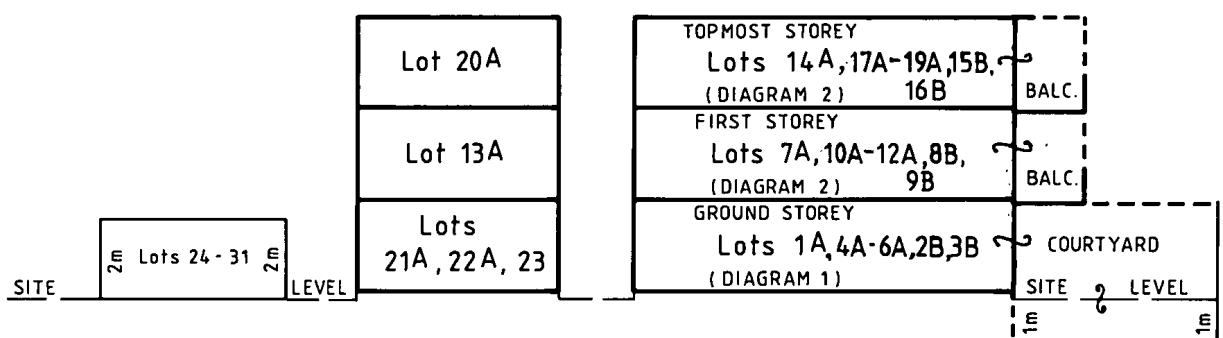 TOPMOST STOREY
Lot 20A
Lots 14A, 17A-19A, 15B,
(DIAGRAM 2) 16B
BALC.
FIRST STOREY
Lot 13A
Lots 7A, 10A-12A, 8B,
(DIAGRAM 2) 9B
BALC.
GROUND STOREY
Lots
21A, 22A, 23
Lots 1A, 4A-6A, 2B, 3B
(DIAGRAM 1)
COURTYARD
2m Lots 24-31 2m
SITE LEVEL
SITE LEVEL
1m 1m